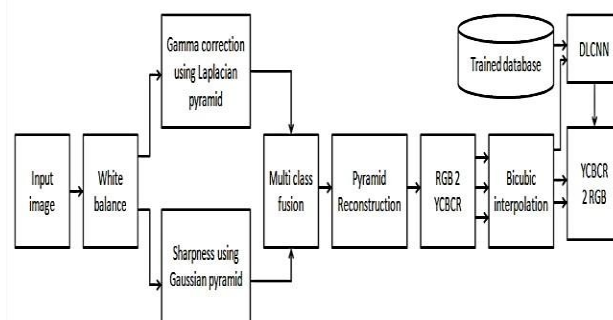 Gamma correction
using Laplacian
pyramid
Trained database
DLCNN
Input
image
White
balance
Multi class
fusion
Pyramid
Reconstruction
RGB 2
YCBCR
Bicubic
interpolation
YCBCR
2 RGB
Sharpness using
Gaussian pyramid